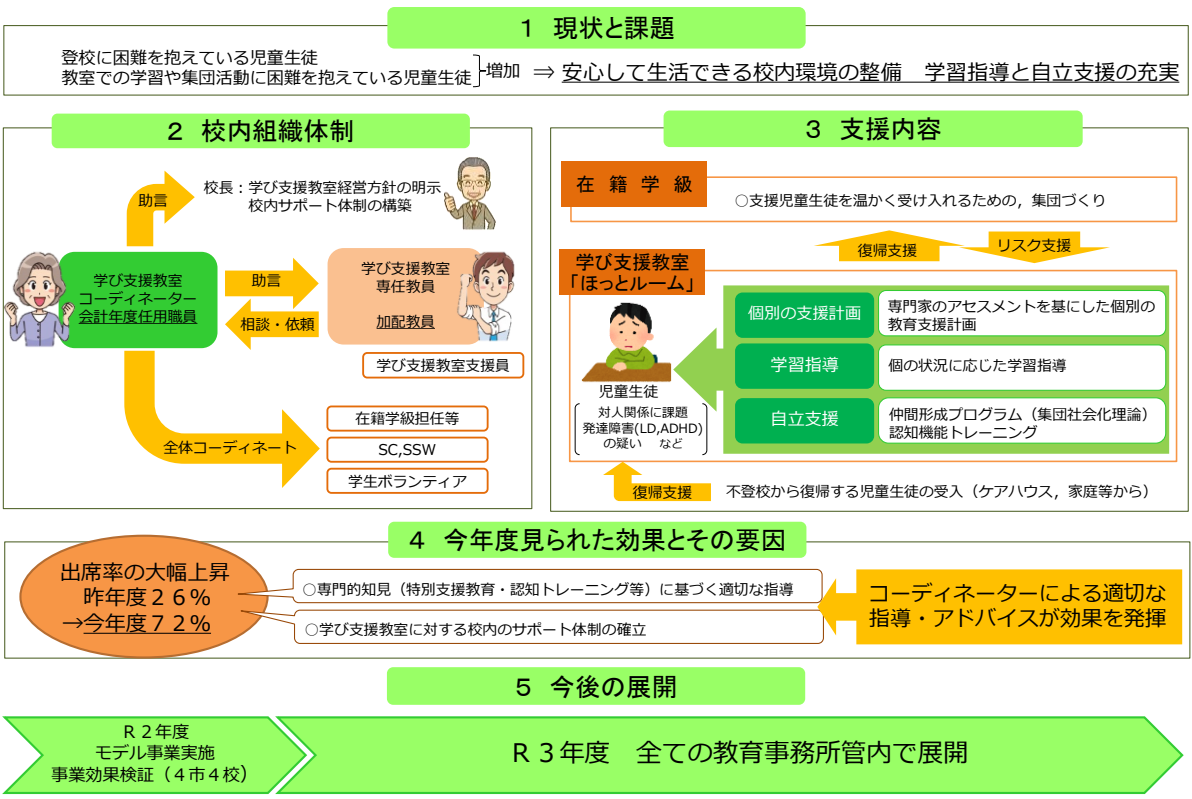 １　現状と課題
登校に困難を抱えている児童生徒
教室での学習や集団活動に困難を抱えている児童生徒
増加　⇒ 安心して生活できる校内環境の整備　学習指導と自立支援の充実
２　校内組織体制
助言
校長：学び支援教室経営方針の明示
校内サポート体制の構築
学び支援教室
コーディネーター
会計年度任用職員
助言
相談・依頼
学び支援教室
専任教員
加配教員
学び支援教室支援員
全体コーディネート
在籍学級担任等
SC,SSW
学生ボランティア
３　支援内容
在　籍　学　級
○支援児童生徒を温かく受け入れるための，集団づくり
復帰支援
リスク支援
学び支援教室
「ほっとルーム」
児童生徒
対人関係に課題
発達障害(LD,ADHD)
の疑い　など
個別の支援計画
専門家のアセスメントを基にした個別の
教育支援計画
学習指導
個の状況に応じた学習指導
自立支援
仲間形成プログラム（集団社会化理論）
認知機能トレーニング
復帰支援
不登校から復帰する児童生徒の受入（ケアハウス，家庭等から）
４　今年度見られた効果とその要因
出席率の大幅上昇
昨年度２６％
→今年度７２％
○専門的知見（特別支援教育・認知トレーニング等）に基づく適切な指導
○学び支援教室に対する校内のサポート体制の確立
コーディネーターによる適切な
指導・アドバイスが効果を発揮
５　今後の展開
Ｒ２年度
モデル事業実施
事業効果検証（４市４校）
Ｒ３年度　全ての教育事務所管内で展開